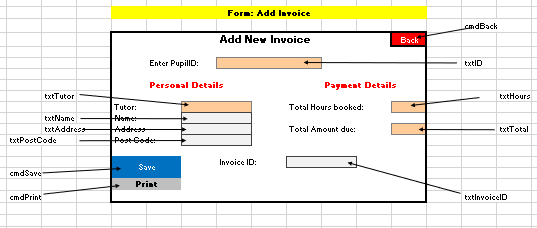 Form: Add Invoice
cmdBack
Add New Invoice
Back
Enter PupilID:
txtID
Personal Details
Payment Details
txtTutor
txtHours
Tutor:
Total Hours booked:
txtName
Name:
txtAddress
Address
Total Amount due:
txtTotal
txtPostCode
Post Code:
Save
Invoice ID:
cmdSave
Print
cmdPrint
txtInvoiceID